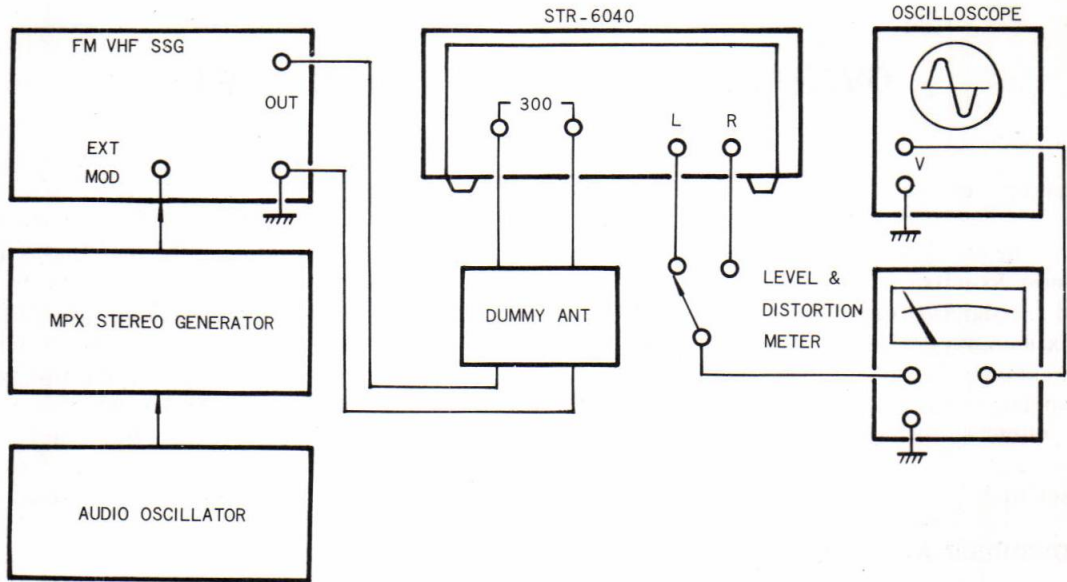 STR-6040
OSCILLOSCOPE
FM VHF SSG
OUT
EXT
MOD
300
L
R
V
MPX STEREO GENERATOR
DUMMY ANT
LEVEL &
DISTORTION
METER
AUDIO OSCILLATOR